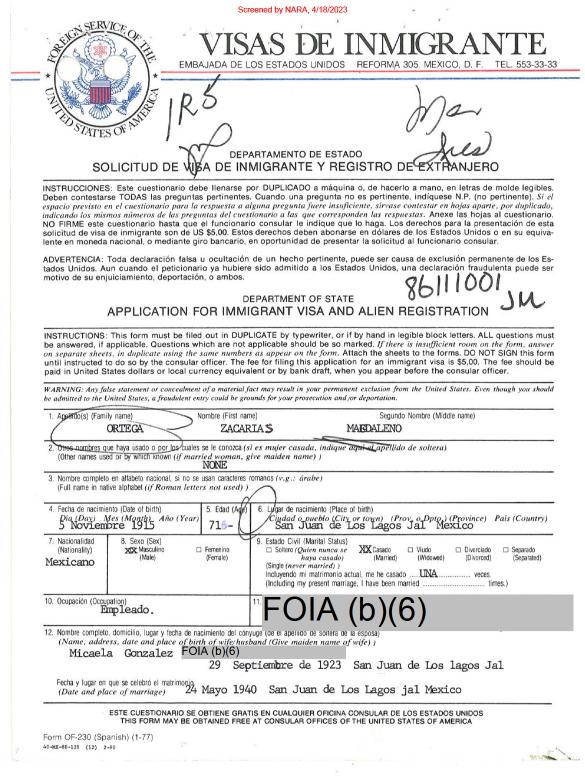 Screened by NARA, 4/18/2023
FOREIGN SERVICE OF THE
UNITED STATES OF AMERICA
VISAS DE INMIGRANTE
EMBAJADA DE LOS ESTADOS UNIDOS REFORMA 305. MEXICO, D. F. TEL. 553-33-33
IR5
DEPARTAMENTO DE ESTADO
SOLICITUD DE VISA DE INMIGRANTE Y REGISTRO DE EXTRANJERO
INSTRUCCIONES: Este cuestionario debe llenarse por DUPLICADO a máquina o, de hacerlo a mano, en letras de molde legibles.
Deben contestarse TODAS las preguntas pertinentes. Cuando una pregunta no es pertinente, indíquese N.P. (no pertinente). Si el
espacio previsto en el cuestionario para la respuesta a alguna pregunta fuere insuficiente, sírvase contestar en hojas aparte, por duplicado,
indicando los mismos números de las preguntas del cuestionario a las que corresponden las respuestas. Anexe las hojas al cuestionario.
NO FIRME este cuestionario hasta que el funcionario consular le indique que lo haga. Los derechos para la presentación de esta
solicitud de visa de inmigrante son de US $5.00. Estos derechos deben abonarse en dólares de los Estados Unidos o en su equiva-
lente en moneda nacional, o mediante giro bancario, en oportunidad de presentar la solicitud al funcionario consular.
ADVERTENCIA: Toda declaración falsa u ocultación de un hecho pertinente, puede ser causa de exclusión permanente de los Es-
tados Unidos. Aun cuando el peticionario ya hubiere sido admitido a los Estados Unidos, una declaración fraudulenta puede ser
motivo de su enjuiciamiento, deportación, o ambos.
86111001
JM
DEPARTMENT OF STATE
APPLICATION FOR IMMIGRANT VISA AND ALIEN REGISTRATION
INSTRUCTIONS: This form must be filed out in DUPLICATE by typewriter, or if by hand in legible block letters. ALL questions must
be answered, if applicable. Questions which are not applicable should be so marked. If there is insufficient room on the form, answer
on separate sheets, in duplicate using the same numbers as appear on the form. Attach the sheets to the forms. DO NOT SIGN this form
until instructed to do so by the consular officer. The fee for filing this application for an immigrant visa is $5.00. The fee should be
paid in United States dollars or local currency equivalent or by bank draft, when you appear before the consular officer.
WARNING: Any false statement or concealment of a material fact may result in your permanent exclusion from the United States. Even though you should
be admitted to the United States, a fraudulent entry could be grounds for your prosecution and/or deportation.
1. Apellido(s) (Family name) Nombre (First name) Segundo Nombre (Middle name)
ORTEGA ZACARIAS MAGDALENO
2. Otros nombres que haya usado o por los cuales se le conozca (si es mujer casada, indique aquí el apellido de soltera)
(Other names used or by which known (if married woman, give maiden name) )
NONE
3. Nombre completo en alfabeto nacional, si no se usan caracteres romanos (v.g.: árabe)
(Full name in native alphabet (if Roman letters not used) )
4. Fecha de nacimiento (Date of birth) 5. Edad (Age) 6. Lugar de nacimiento (Place of birth)
Día (Day) Mes (Month) Año (Year) Ciudad o pueblo (City or town) (Prov. o Dpto.) (Province) País (Country)
5 Noviembre 1915 San Juan de Los Lagos Jal Mexico
7. Nacionalidad 8. Sexo (Sex) 9. Estado Civil (Marital Status)
(Nationality) XX Masculino Femenino Soltero (Quien nunca se XX Casado Viudo Divorciado Separado
(Male) (Female) haya casado) (Married) (Widowed) (Divorced) (Separated)
Mexicano (Single (never married) )
Incluyendo mi matrimonio actual, me he casado UNA veces.
(Including my present marriage, I have been married times.)
10. Ocupación (Occupation) 11. FOIA (b)(6)
Empleado.
12. Nombre completo, domicilio, lugar y fecha de nacimiento del cónyuge (dé el apellido de soltera de la esposa)
(Name, address, date and place of birth of wife/husband (Give maiden name of wife) )
Micaela Gonzalez FOIA (b)(6)
29 Septiembre de 1923 San Juan de Los lagos Jal
Fecha y lugar en que se celebró el matrimonio
(Date and place of marriage) 24 Mayo 1940 San Juan de Los Lagos jal Mexico
ESTE CUESTIONARIO SE OBTIENE GRATIS EN CUALQUIER OFICINA CONSULAR DE LOS ESTADOS UNIDOS
THIS FORM MAY BE OBTAINED FREE AT CONSULAR OFFICES OF THE UNITED STATES OF AMERICA
Form OF-230 (Spanish) (1-77)